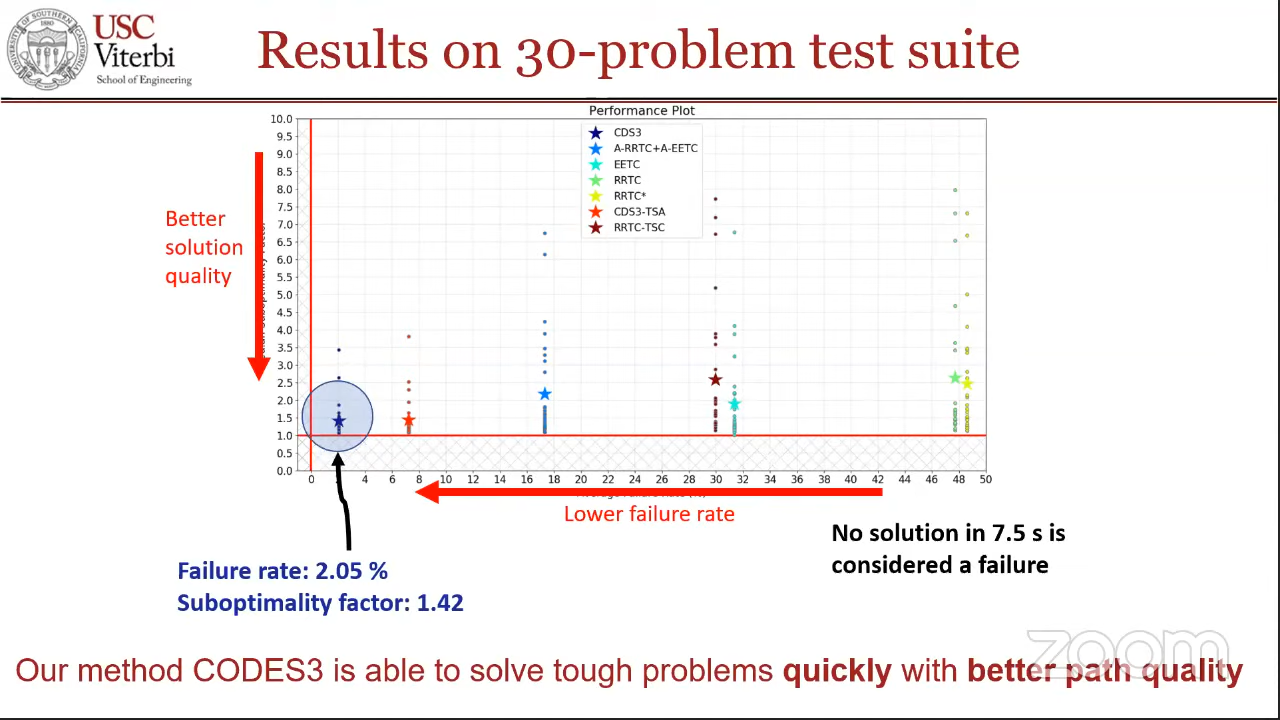 USC
Viterbi
School of Engineering
Results on 30-problem test suite
Performance Plot
10.0
9.5
9.0
8.5
8.0
7.5
7.0
6.5
6.0
5.5
5.0
4.5
4.0
3.5
3.0
2.5
2.0
1.5
1.0
0.5
0.0
CDS3
A-RRTC+A-EETC
EETC
RRTC
RRTC*
CDS3-TSA
RRTC-TSC
Better
solution
quality
0 4 6 8 10 12 14 16 18 20 22 24 26 28 30 32 34 36 38 40 42 44 46 48 50
Lower failure rate
No solution in 7.5 s is
considered a failure
Failure rate: 2.05 %
Suboptimality factor: 1.42
zoom
Our method CODES3 is able to solve tough problems quickly with better path quality